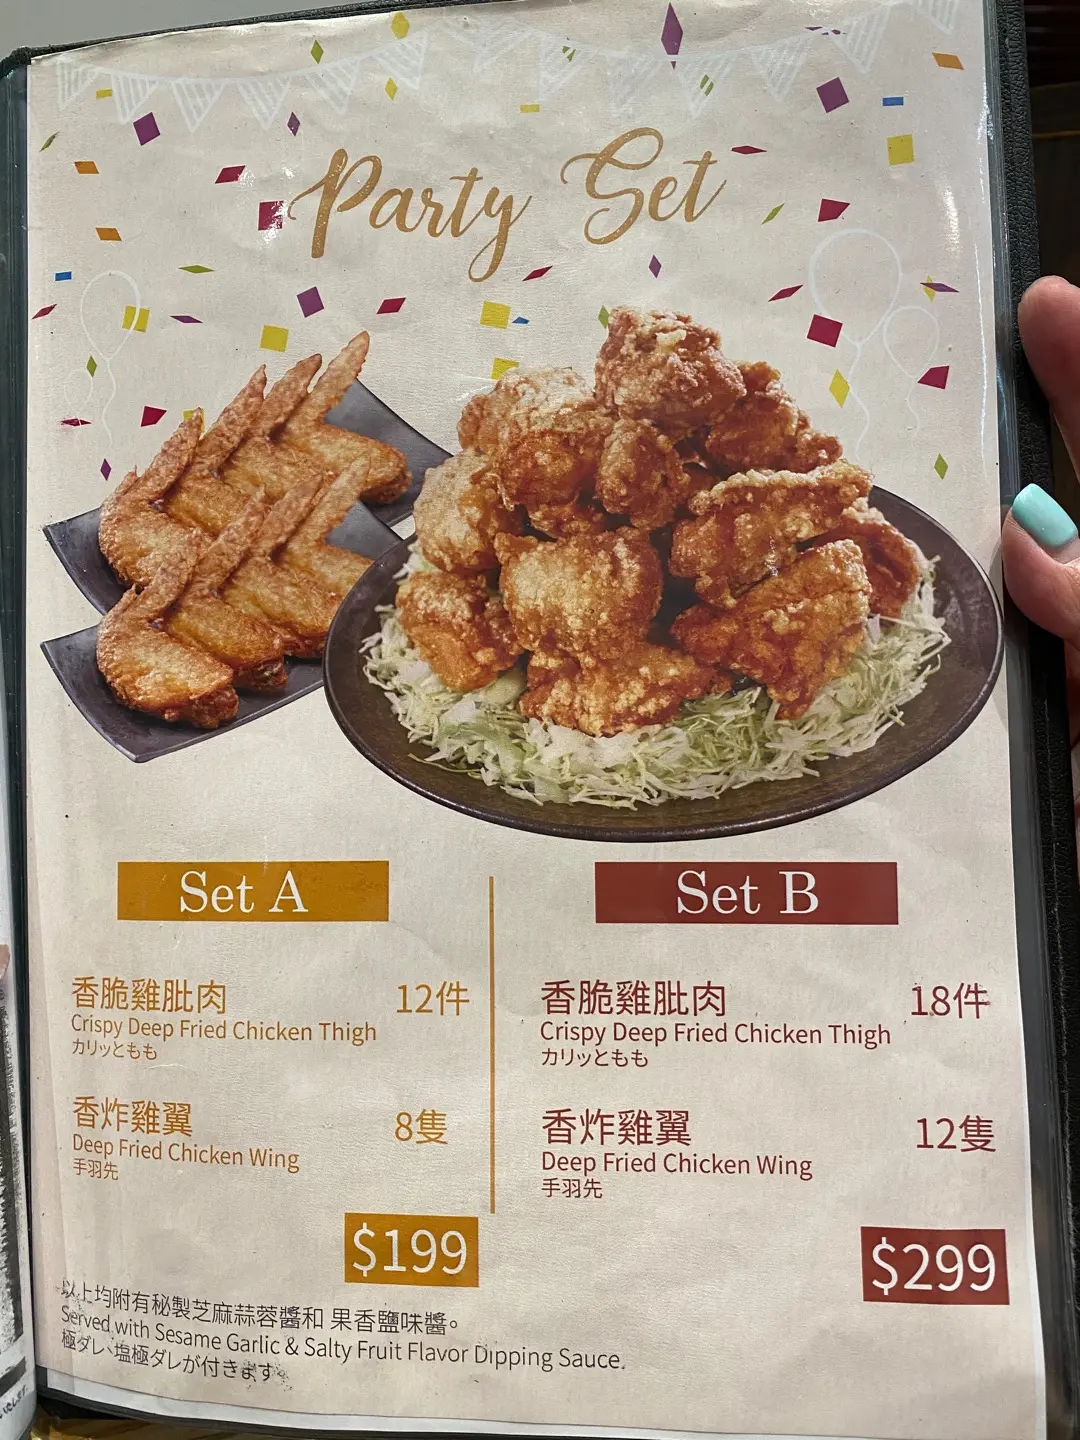 Party Set
Set A
香脆雞肶肉 12件
Crispy Deep Fried Chicken Thigh
カリッともも
香炸雞翼 8隻
Deep Fried Chicken Wing
手羽先
$199
Set B
香脆雞肶肉 18件
Crispy Deep Fried Chicken Thigh
カリッともも
香炸雞翼 12隻
Deep Fried Chicken Wing
手羽先
$299
以上均附有秘製芝麻蒜蓉醬和 果香鹽味醬。
Served with Sesame Garlic & Salty Fruit Flavor Dipping Sauce.
極ダレ、塩極ダレが付きます。